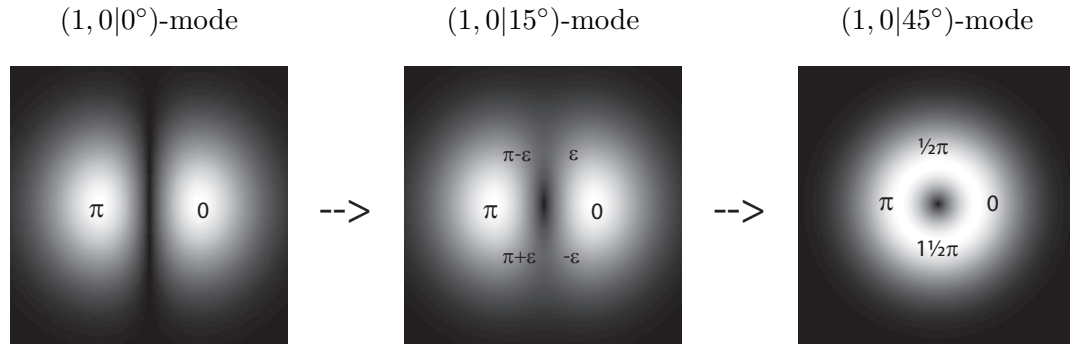 (1, 0|0°)-mode
(1, 0|15°)-mode
(1, 0|45°)-mode
π 0
-->
π-ε ε
π 0
π+ε -ε
-->
½π
π 0
1½π